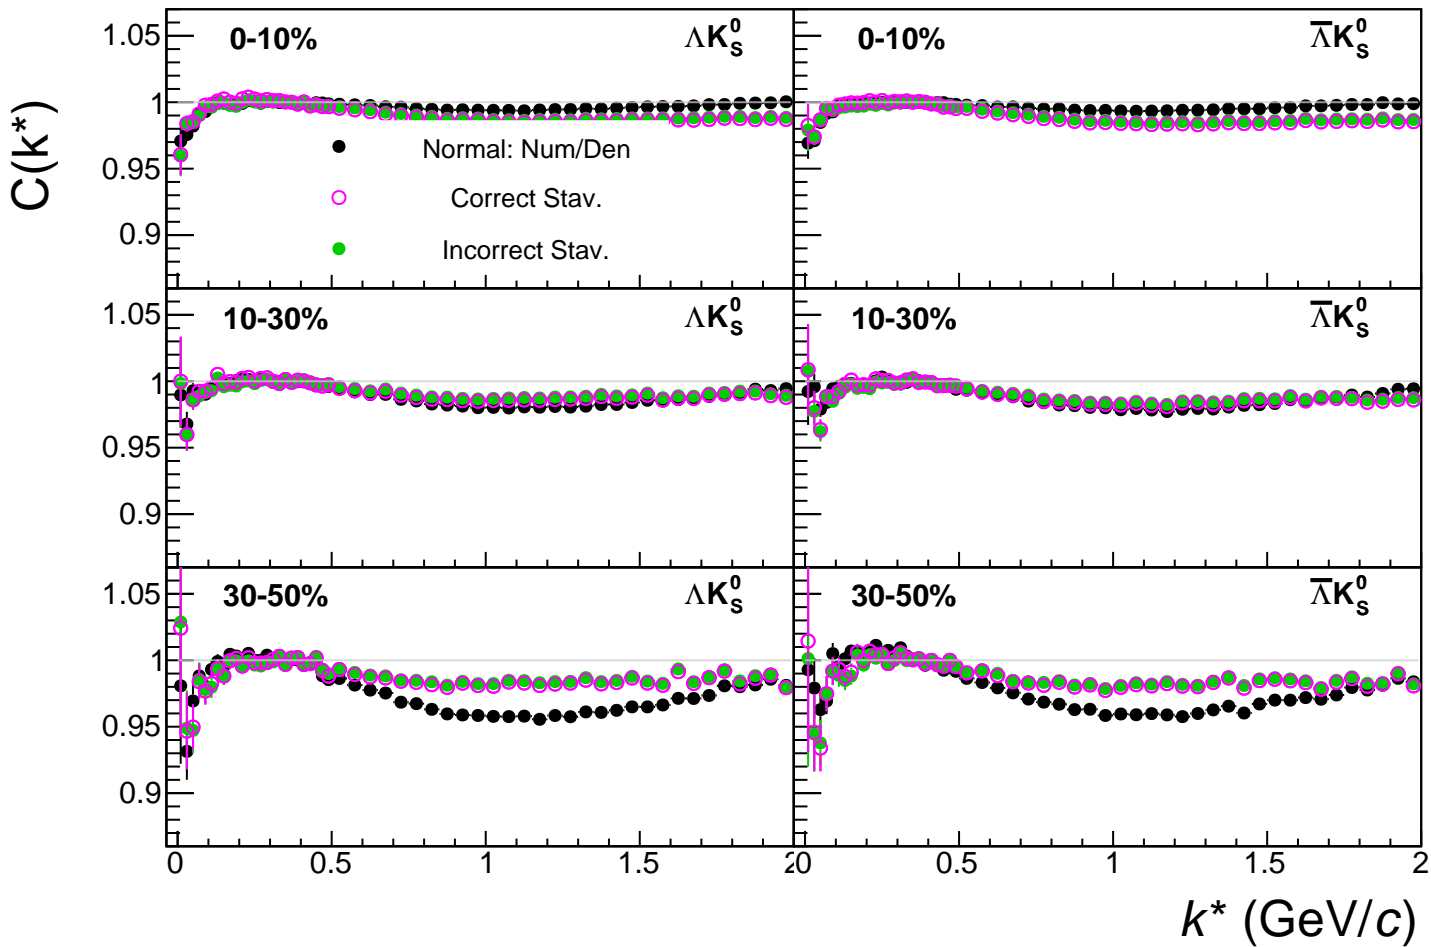 C(k*)
1.05
1
0.95
0.9
0-10%
ΛK⁰S
Normal: Num/Den
Correct Stav.
Incorrect Stav.
0-10%
Λ̅K⁰S
1.05
1
0.95
0.9
10-30%
ΛK⁰S
10-30%
Λ̅K⁰S
1.05
1
0.95
0.9
30-50%
ΛK⁰S
30-50%
Λ̅K⁰S
0 0.5 1 1.5 2
0 0.5 1 1.5 2
k* (GeV/c)